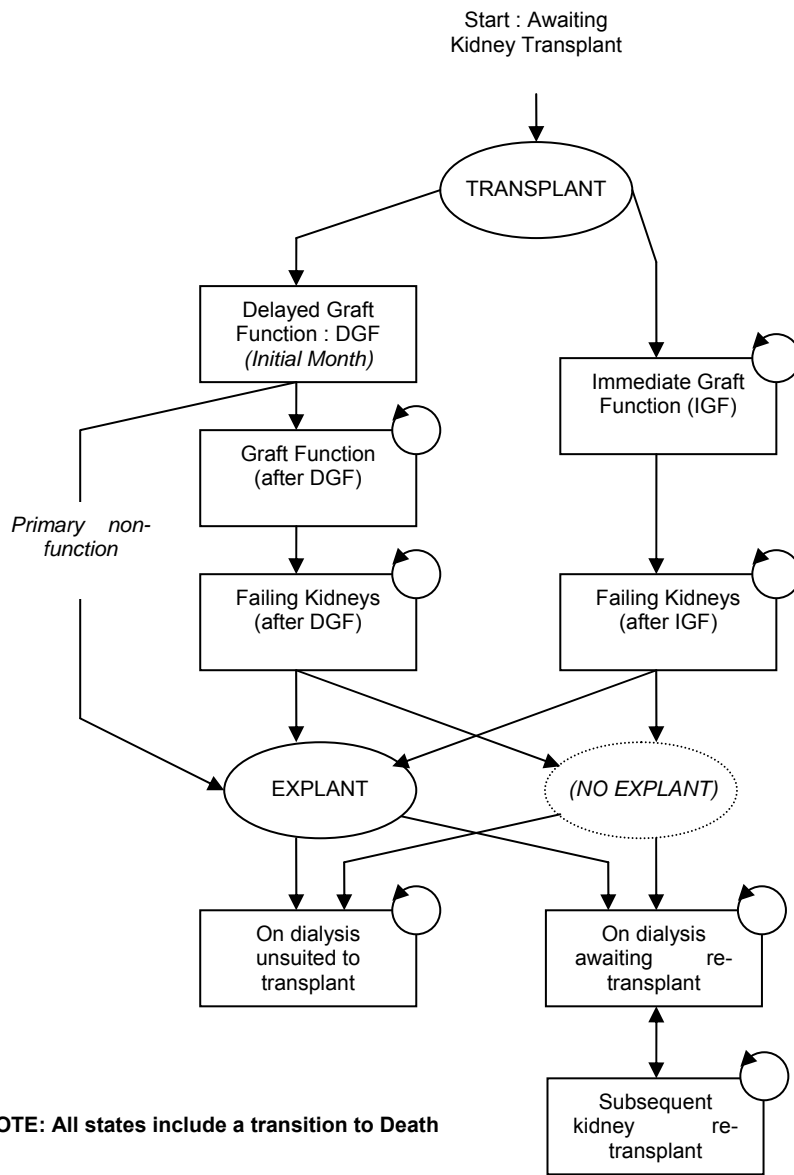 Start : Awaiting
Kidney Transplant
TRANSPLANT
Delayed Graft
Function : DGF
(Initial Month)
Immediate Graft
Function (IGF)
Graft Function
(after DGF)
Primary non-
function
Failing Kidneys
(after DGF)
Failing Kidneys
(after IGF)
EXPLANT
(NO EXPLANT)
On dialysis
unsuited to
transplant
On dialysis
awaiting re-
transplant
Subsequent
kidney re-
transplant
OTE: All states include a transition to Death